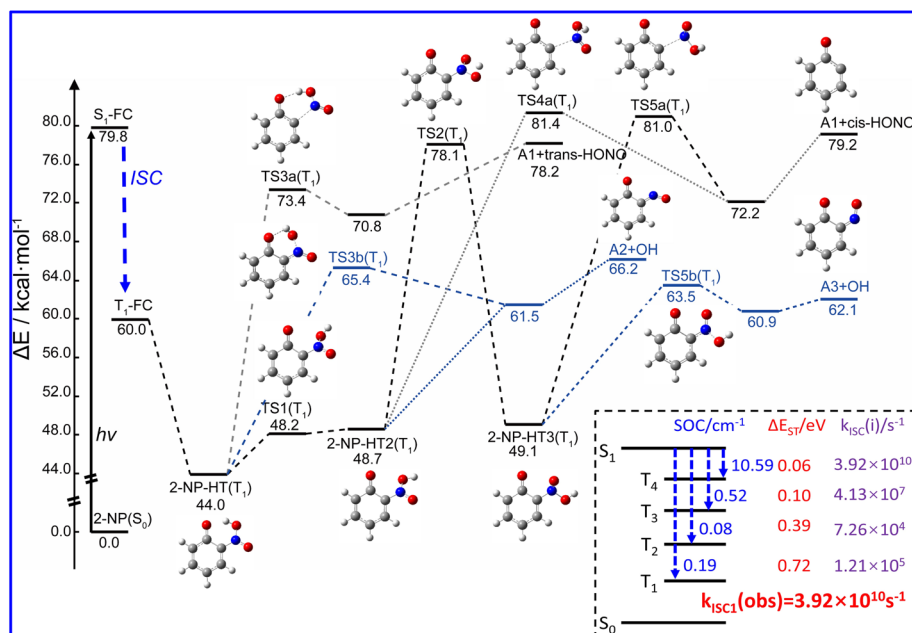 ΔE / kcal·mol⁻¹
80.0
76.0
72.0
68.0
64.0
60.0
56.0
52.0
48.0
44.0
0.0
S₁-FC
79.8
ISC
T₁-FC
60.0
hν
2-NP(S₀)
0.0
2-NP-HT(T₁)
44.0
TS3a(T₁)
73.4
70.8
TS3b(T₁)
65.4
TS1(T₁)
48.2
2-NP-HT2(T₁)
48.7
TS2(T₁)
78.1
TS4a(T₁)
81.4
A1+trans-HONO
78.2
A2+OH
66.2
61.5
2-NP-HT3(T₁)
49.1
TS5a(T₁)
81.0
72.2
A1+cis-HONO
79.2
TS5b(T₁)
63.5
60.9
A3+OH
62.1
SOC/cm⁻¹ ΔE_ST/eV k_ISC(i)/s⁻¹
S₁
10.59 0.06 3.92×10¹⁰
T₄
0.52 0.10 4.13×10⁷
T₃
0.08 0.39 7.26×10⁴
T₂
0.19 0.72 1.21×10⁵
T₁
k_ISC1(obs)=3.92×10¹⁰s⁻¹
S₀